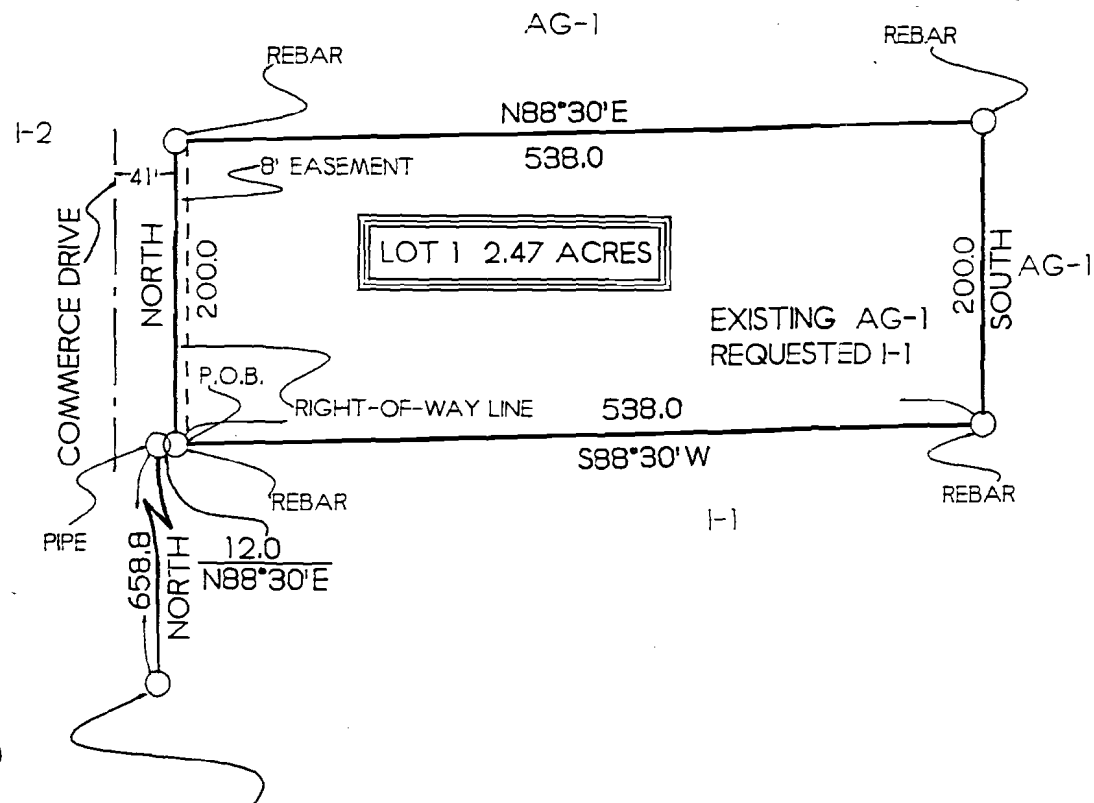 AG-1
REBAR
REBAR
I-2
N88°30'E
538.0
41'
8' EASEMENT
COMMERCE DRIVE
NORTH
200.0
LOT 1 2.47 ACRES
200.0
SOUTH
AG-1
EXISTING AG-1
REQUESTED I-1
P.O.B.
RIGHT-OF-WAY LINE
538.0
S88°30'W
REBAR
REBAR
I-1
PIPE
658.8
NORTH
12.0
N88°30'E